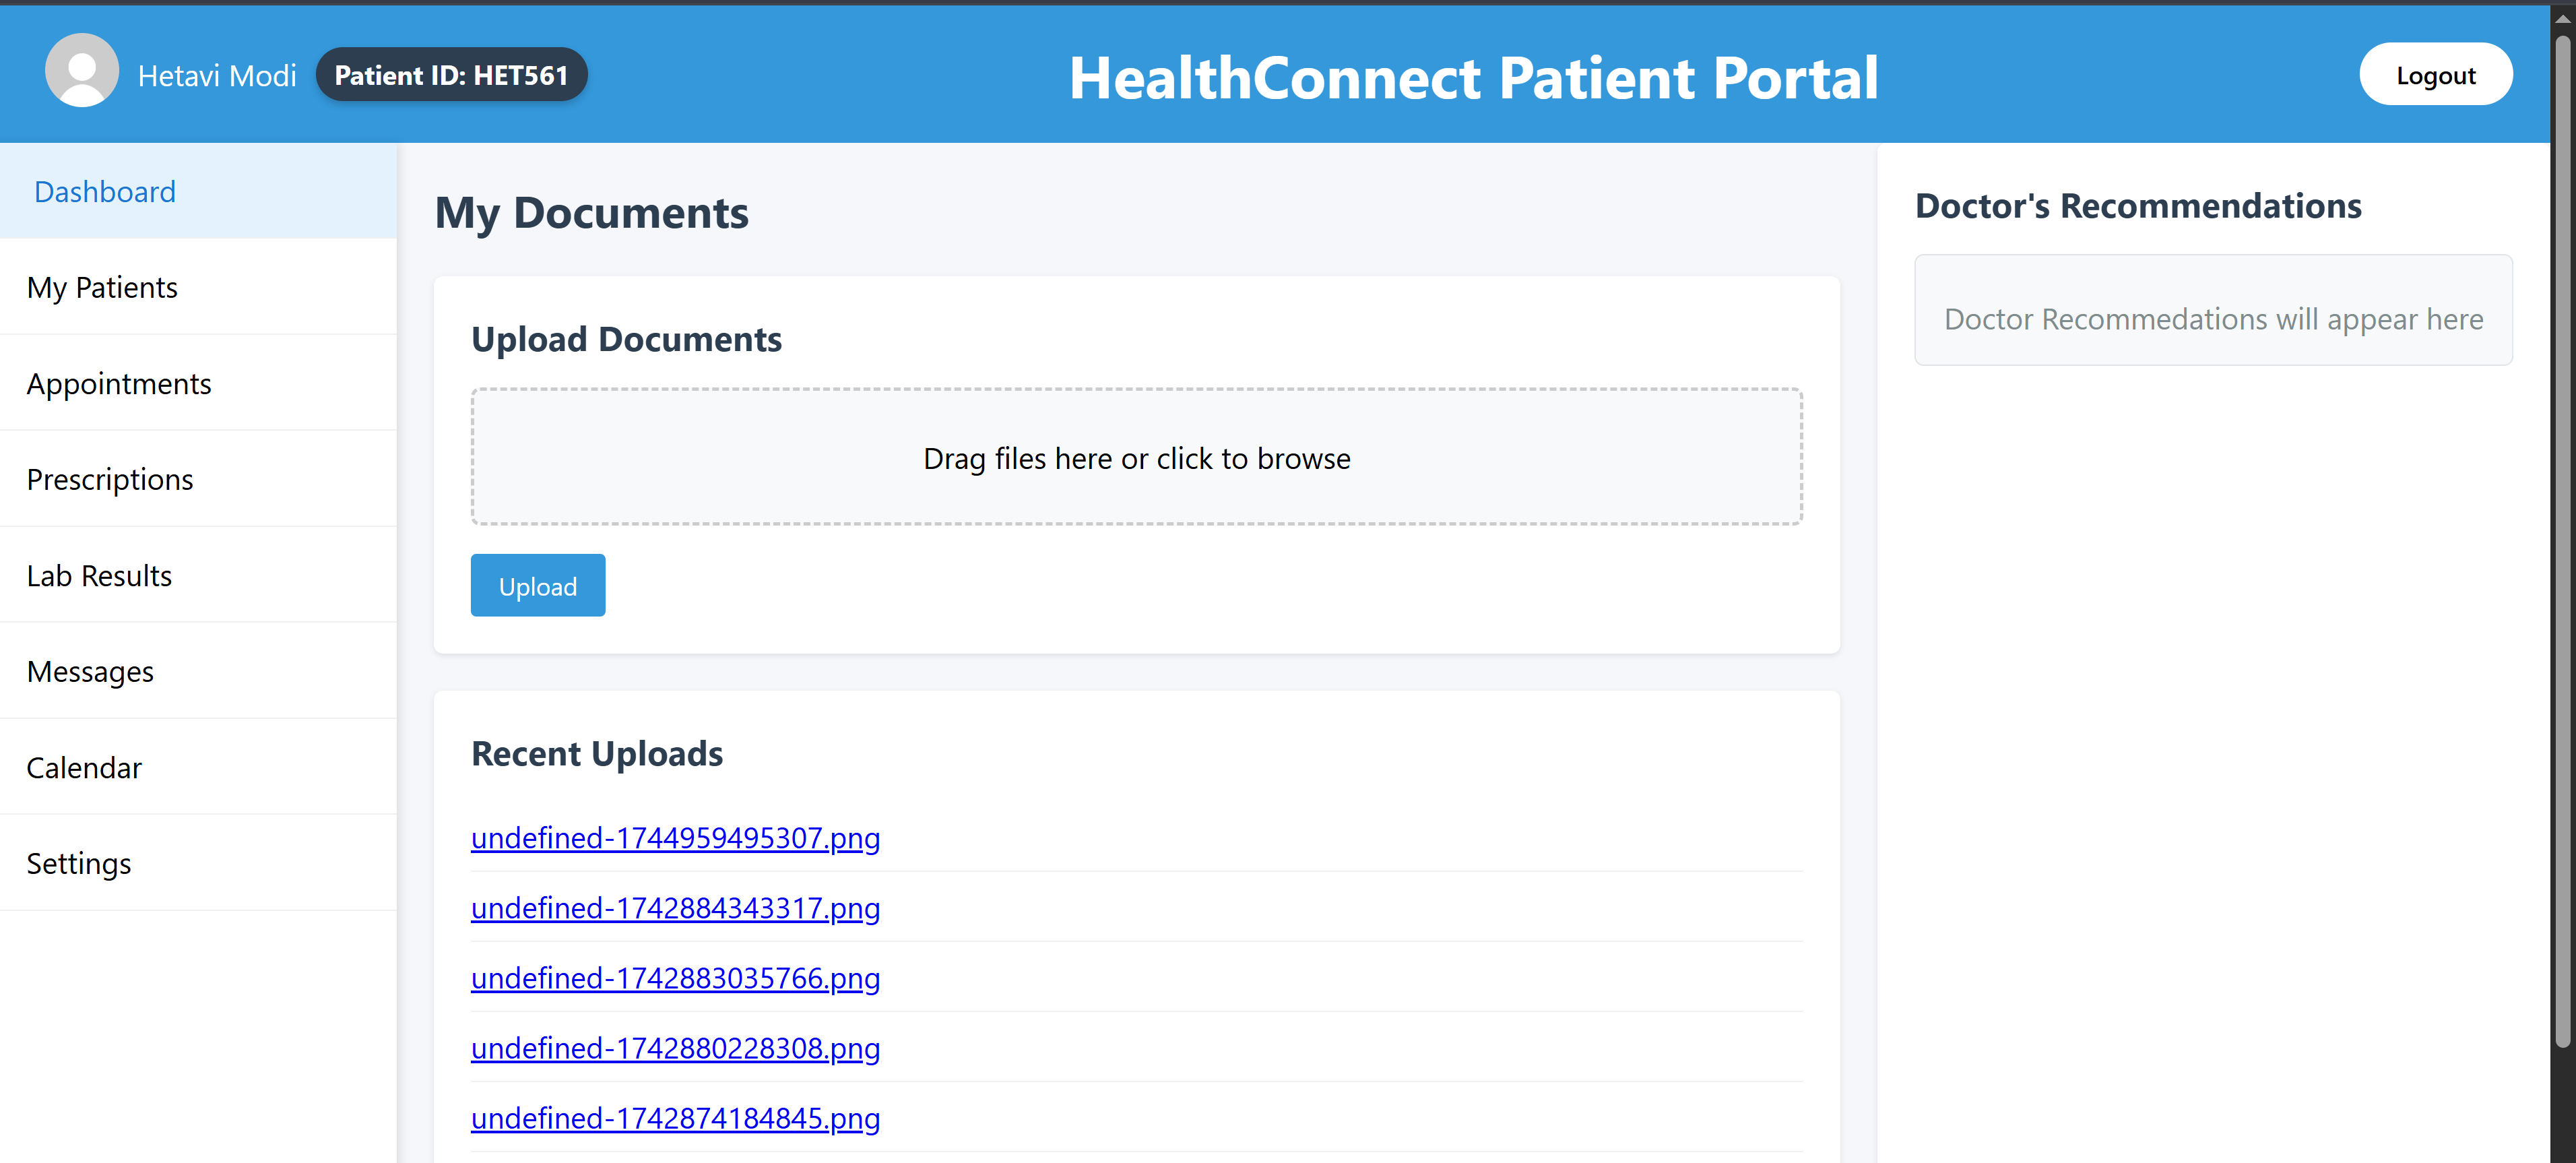 Hetavi Modi
Patient ID: HET561
HealthConnect Patient Portal
Logout
Dashboard
My Patients
Appointments
Prescriptions
Lab Results
Messages
Calendar
Settings
My Documents
Upload Documents
Drag files here or click to browse
Upload
Recent Uploads
undefined-1744959495307.png
undefined-1742884343317.png
undefined-1742883035766.png
undefined-1742880228308.png
undefined-1742874184845.png
Doctor's Recommendations
Doctor Recommedations will appear here